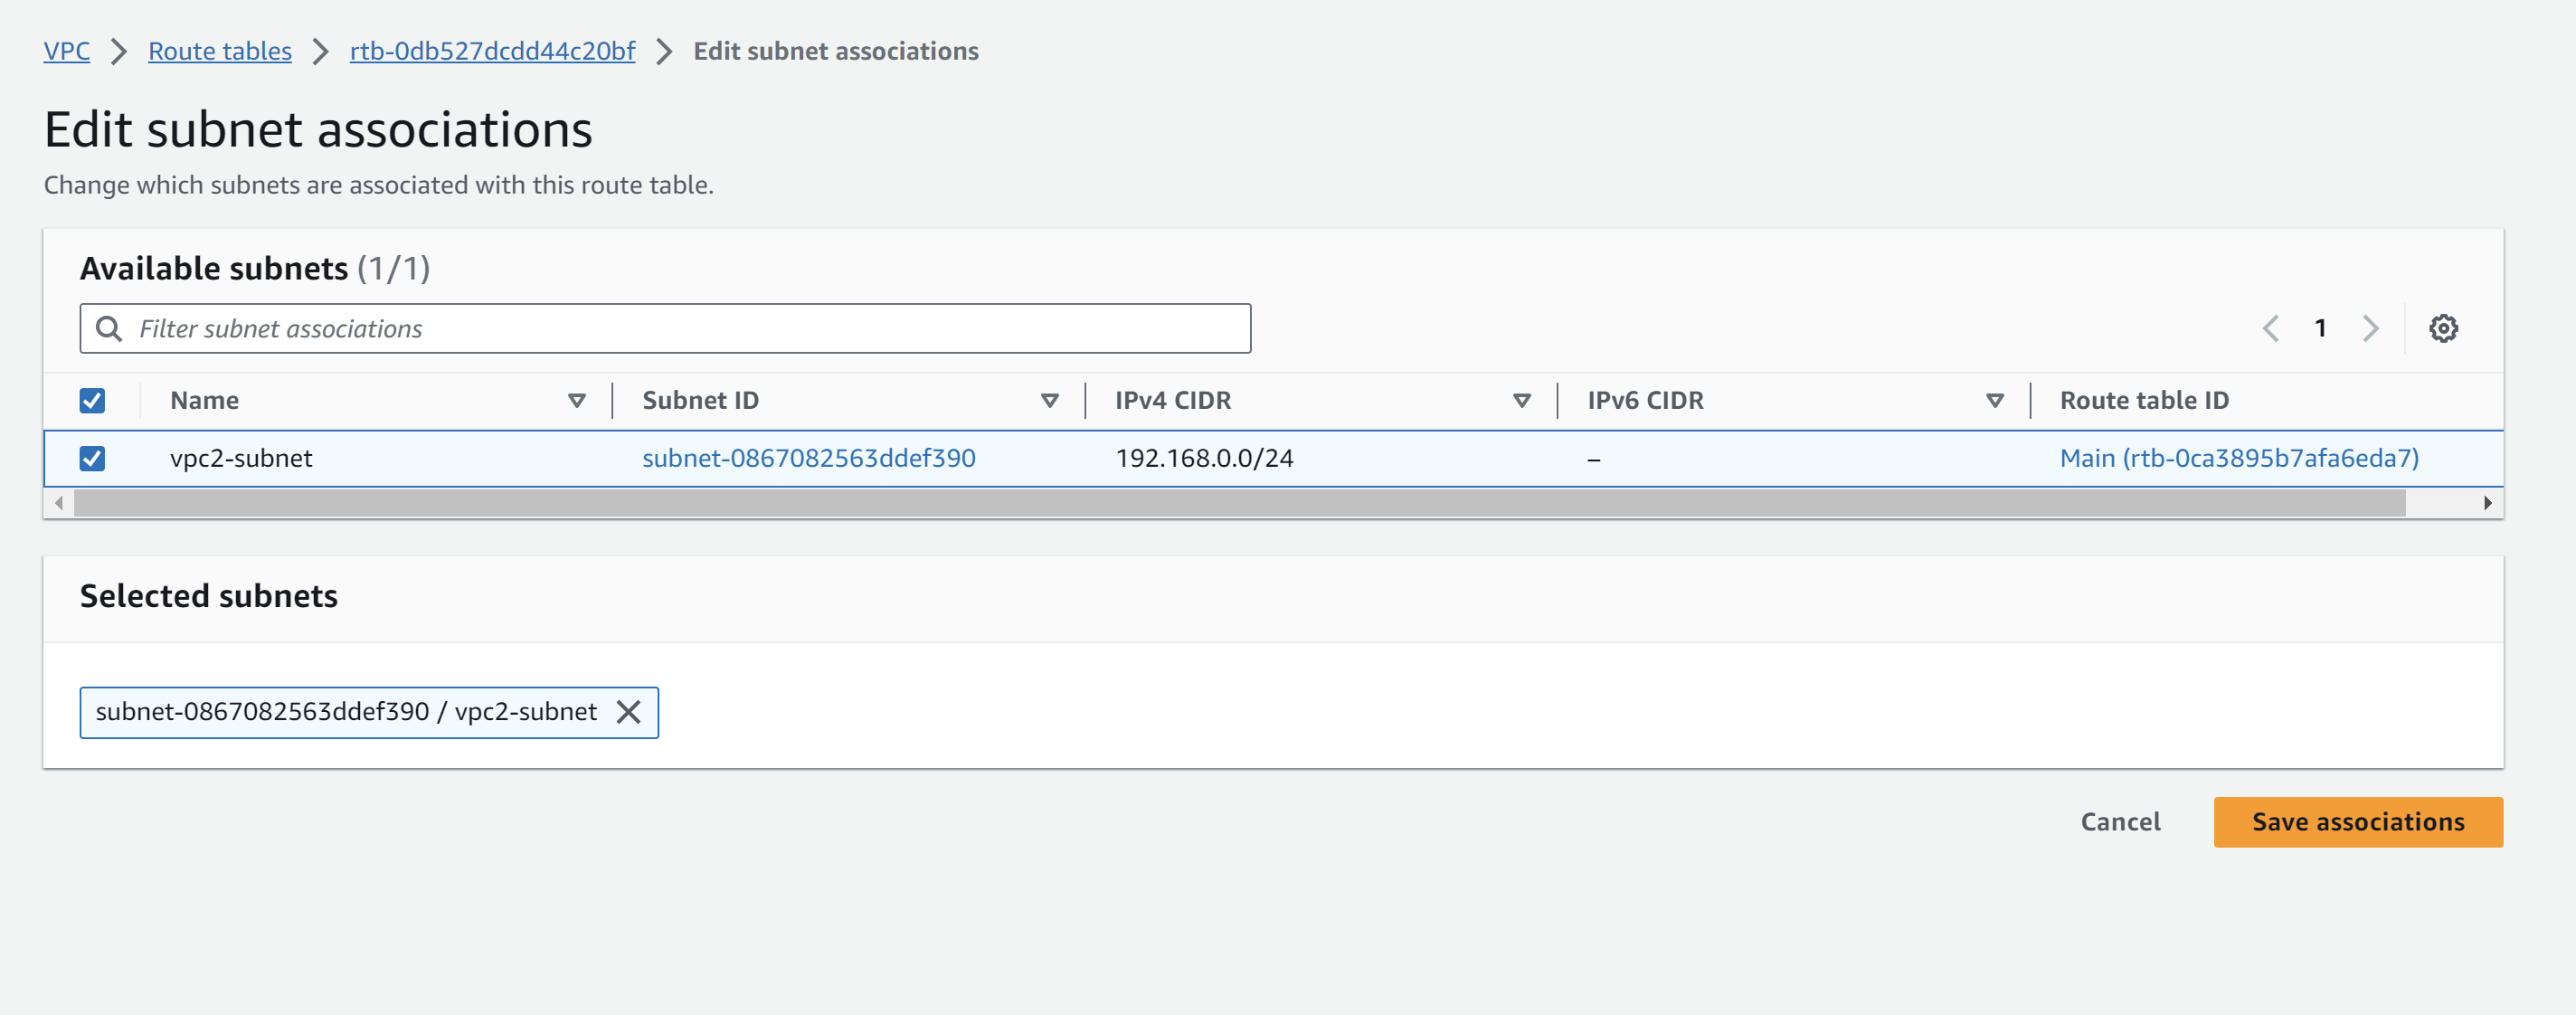 VPC > Route tables > rtb-0db527dcdd44c20bf > Edit subnet associations
Edit subnet associations
Change which subnets are associated with this route table.
Available subnets (1/1)
Filter subnet associations
1
Name Subnet ID IPv4 CIDR IPv6 CIDR Route table ID
vpc2-subnet subnet-0867082563ddef390 192.168.0.0/24 – Main (rtb-0ca3895b7afa6eda7)
Selected subnets
subnet-0867082563ddef390 / vpc2-subnet
Cancel Save associations